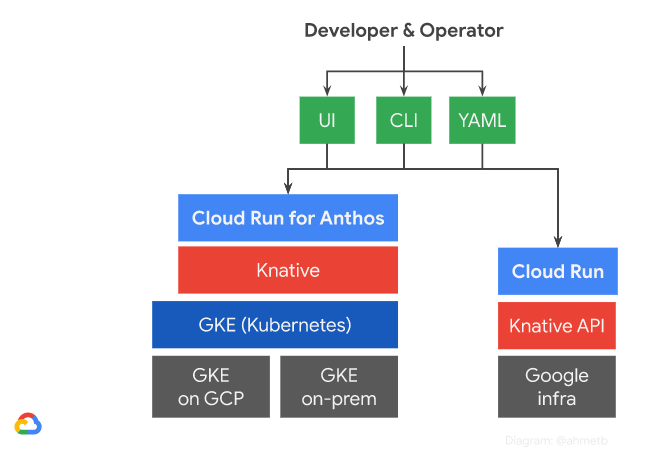 Developer & Operator
UI
CLI
YAML
Cloud Run for Anthos
Knative
GKE (Kubernetes)
GKE
on GCP
GKE
on-prem
Cloud Run
Knative API
Google
infra
Diagram: @ahmetb